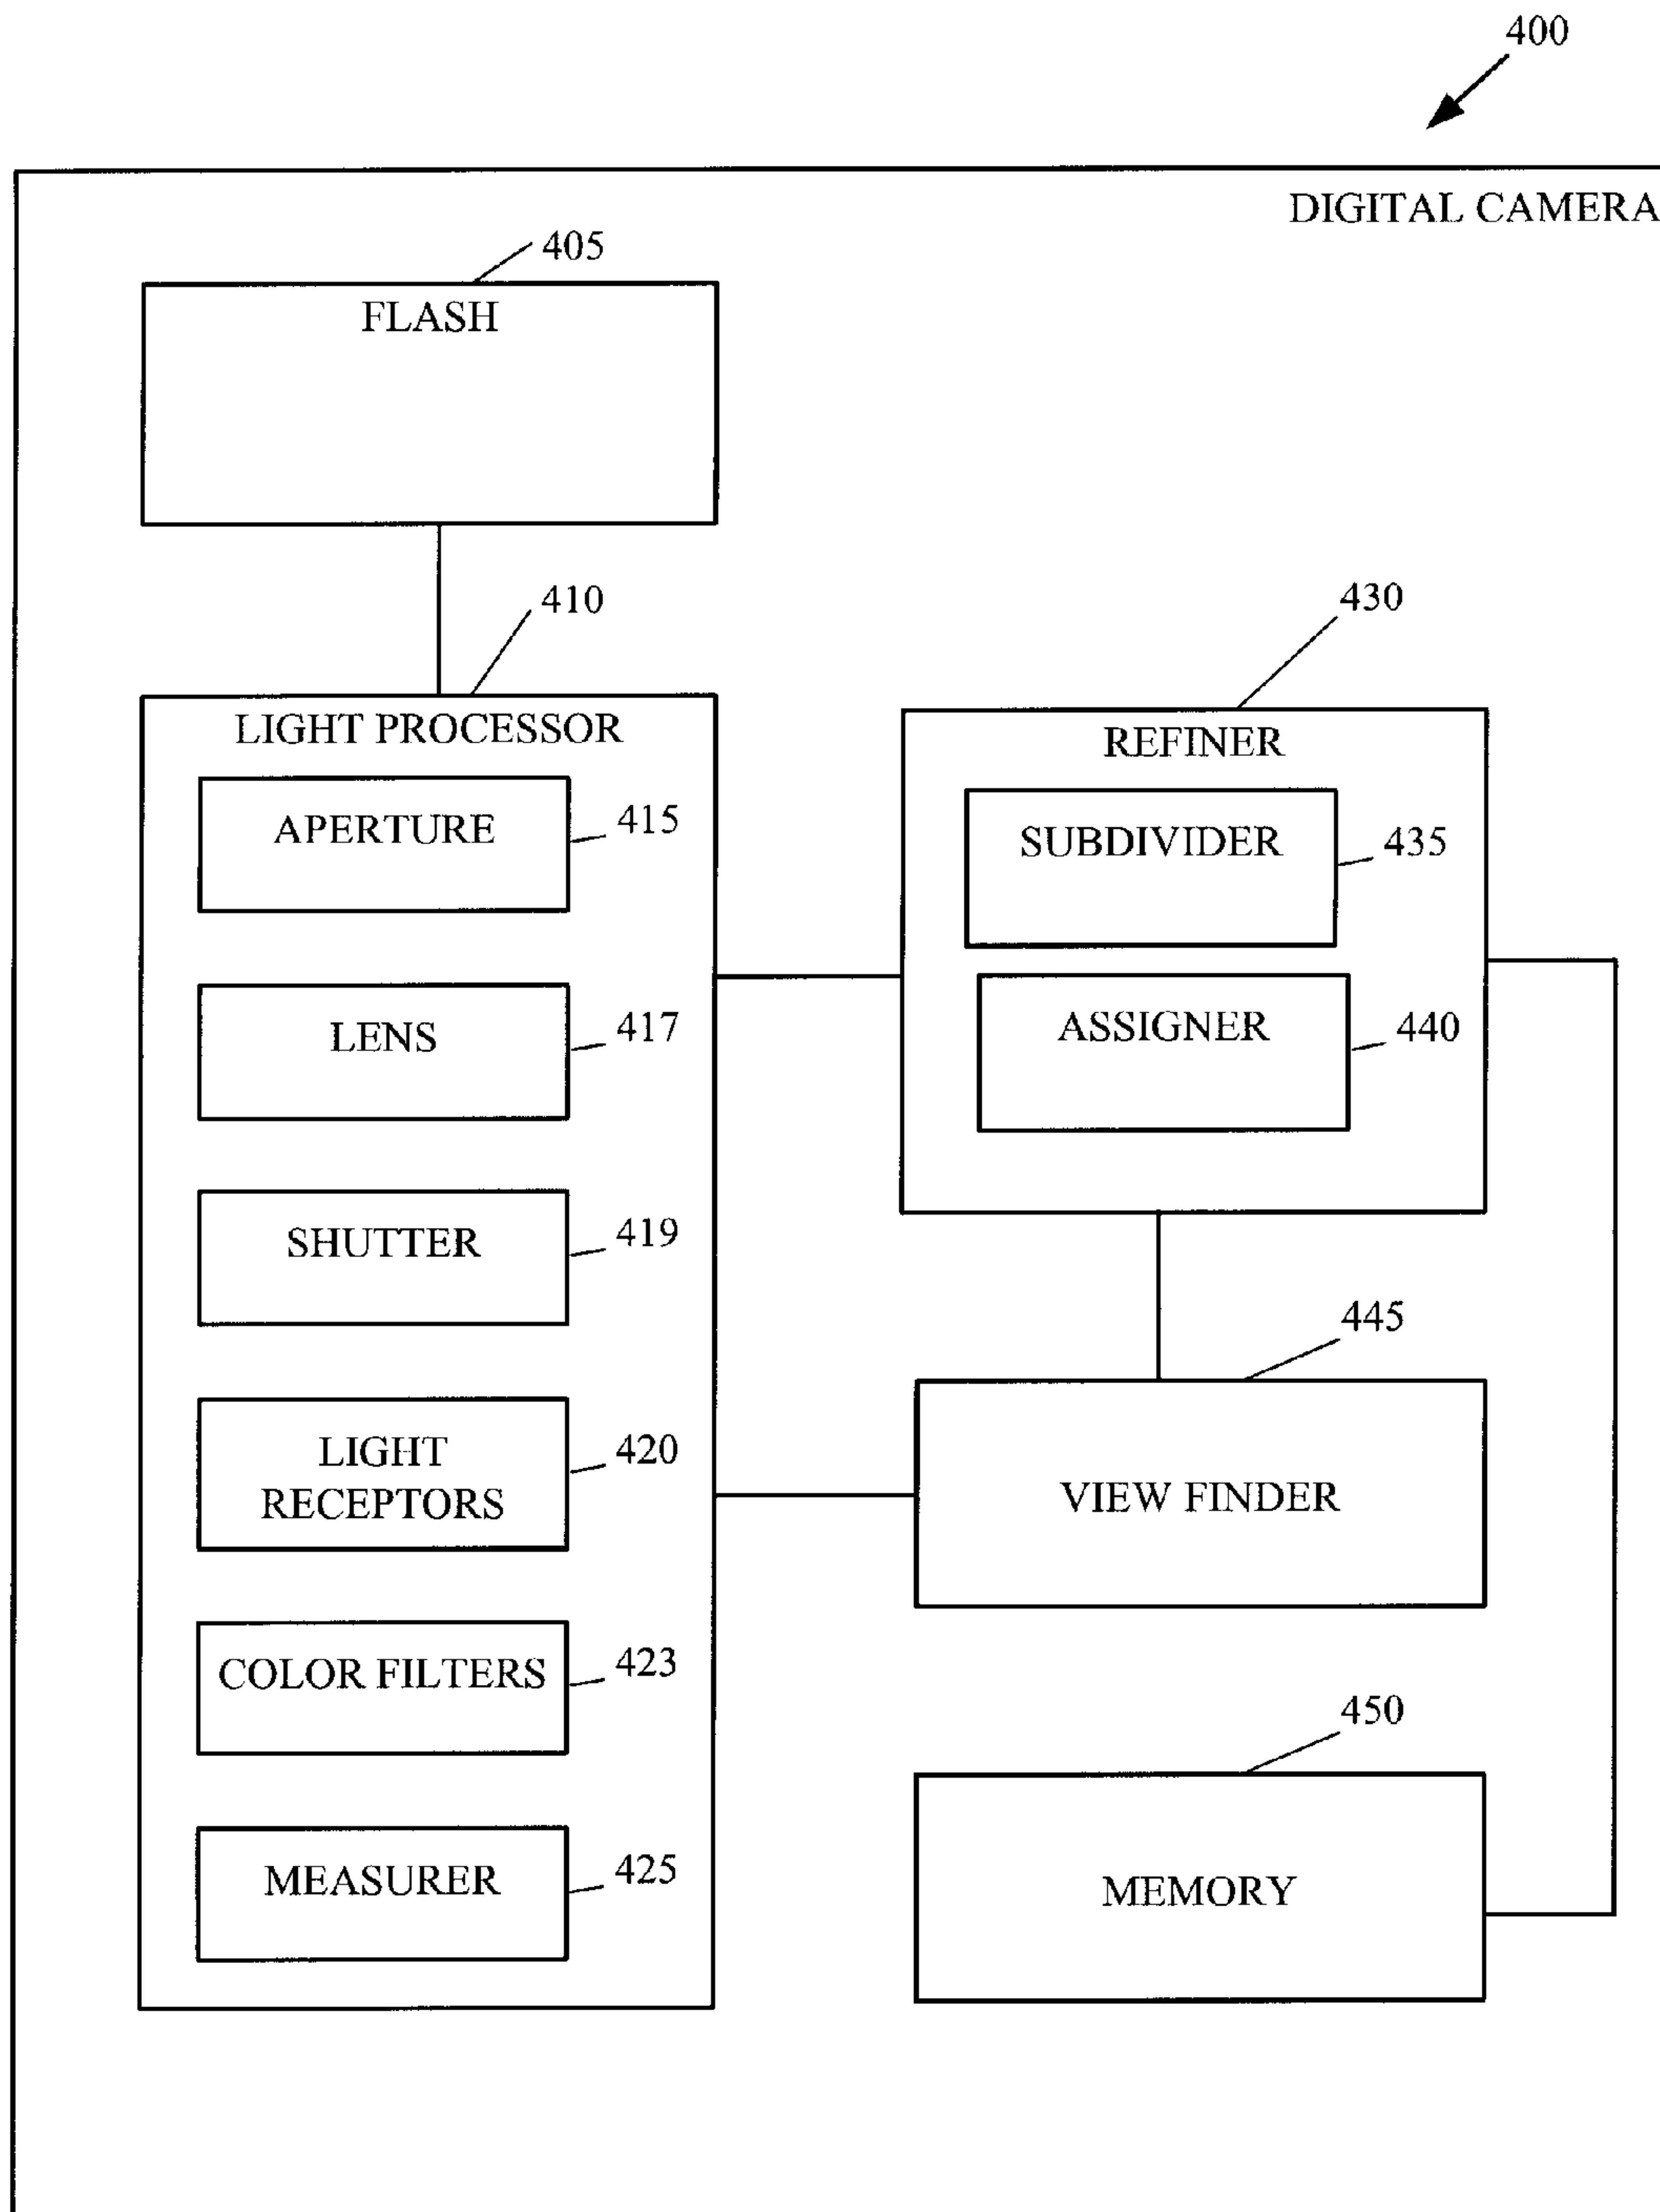 400
DIGITAL CAMERA
405
FLASH
410
LIGHT PROCESSOR
APERTURE
415
LENS
417
SHUTTER
419
LIGHT
RECEPTORS
420
COLOR FILTERS
423
MEASURER
425
430
REFINER
SUBDIVIDER
435
ASSIGNER
440
445
VIEW FINDER
450
MEMORY